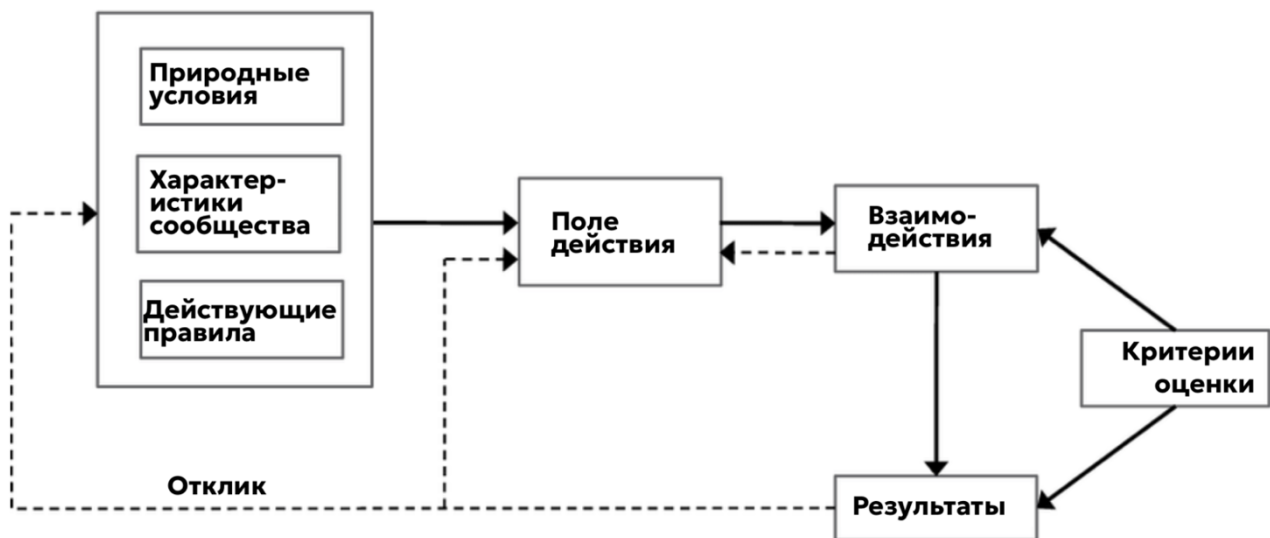 Природные
условия
Характер-
истики
сообщества
Действующие
правила
Поле
действия
Взаимо-
действия
Критерии
оценки
Отклик
Результаты